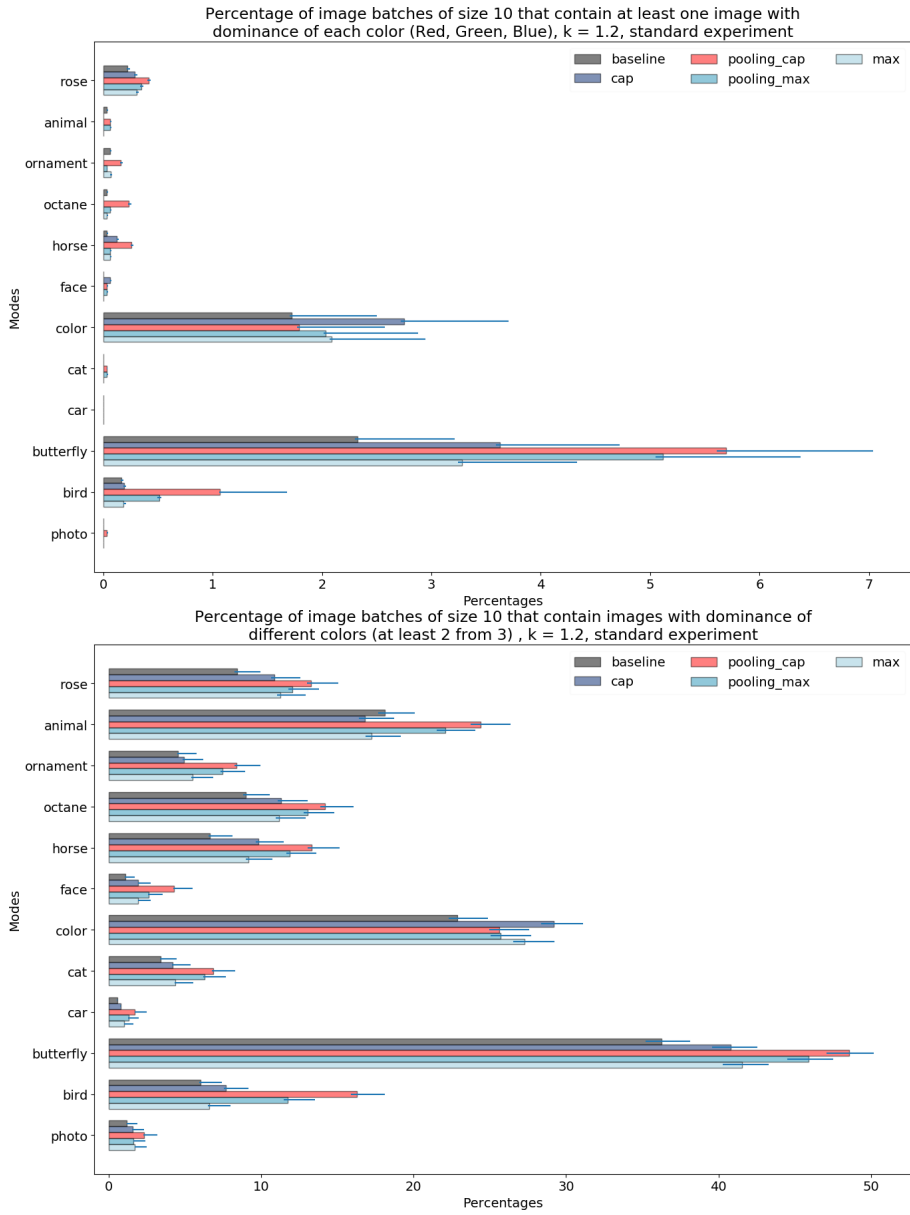 Percentage of image batches of size 10 that contain at least one image with
dominance of each color (Red, Green, Blue), k = 1.2, standard experiment
baseline
cap
pooling_cap
pooling_max
max
Modes
rose
animal
ornament
octane
horse
face
color
cat
car
butterfly
bird
photo
0 1 2 3 4 5 6 7
Percentages
Percentage of image batches of size 10 that contain images with dominance of
different colors (at least 2 from 3) , k = 1.2, standard experiment
baseline
cap
pooling_cap
pooling_max
max
Modes
rose
animal
ornament
octane
horse
face
color
cat
car
butterfly
bird
photo
0 10 20 30 40 50
Percentages